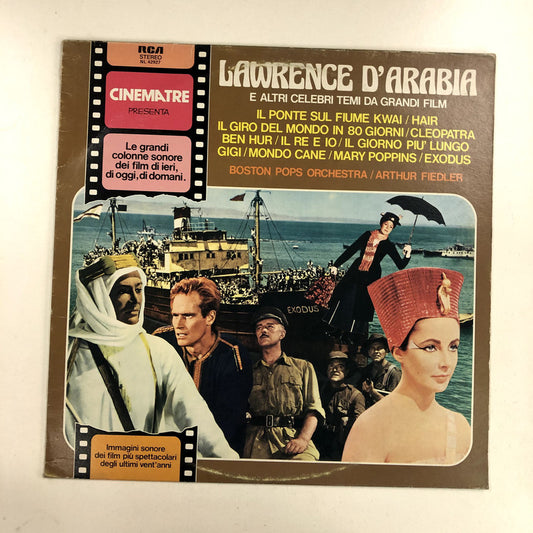 RCA
STEREO
NL 42927
CINEMATRE
PRESENTA
Le grandi
colonne sonore
dei film di ieri,
di oggi, di domani.
LAWRENCE D'ARABIA
E ALTRI CELEBRI TEMI DA GRANDI FILM
IL PONTE SUL FIUME KWAI / HAIR
IL GIRO DEL MONDO IN 80 GIORNI / CLEOPATRA
BEN HUR / IL RE E IO / IL GIORNO PIU' LUNGO
GIGI / MONDO CANE / MARY POPPINS / EXODUS
BOSTON POPS ORCHESTRA / ARTHUR FIEDLER
EXODUS
Immagini sonore
dei film più spettacolari
degli ultimi vent'anni